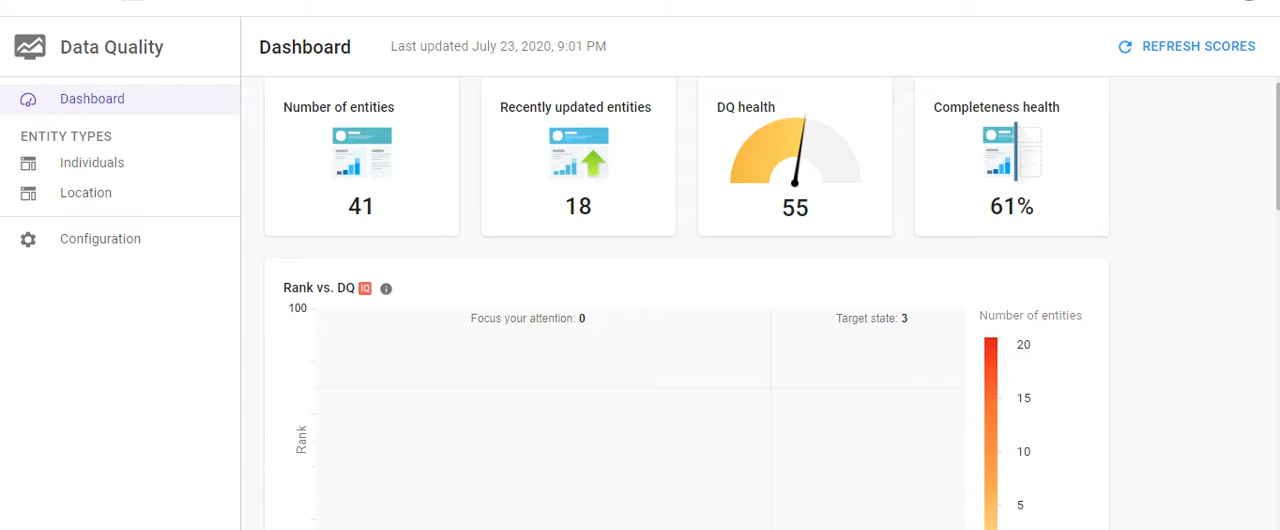 Data Quality
Dashboard
Last updated July 23, 2020, 9:01 PM
REFRESH SCORES
Dashboard
ENTITY TYPES
Individuals
Location
Configuration
Number of entities
41
Recently updated entities
18
DQ health
55
Completeness health
61%
Rank vs. DQ IQ
100
Focus your attention: 0
Target state: 3
Rank
Number of entities
20
15
10
5